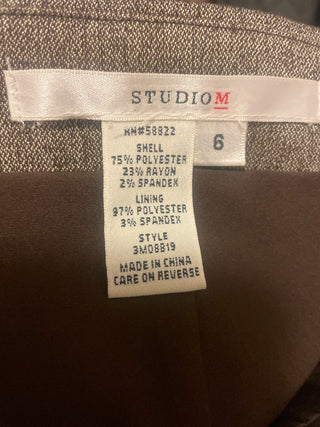 STUDIO M
RN#58822
6
SHELL
75% POLYESTER
23% RAYON
2% SPANDEX
LINING
97% POLYESTER
3% SPANDEX
STYLE
3M08819
MADE IN CHINA
CARE ON REVERSE